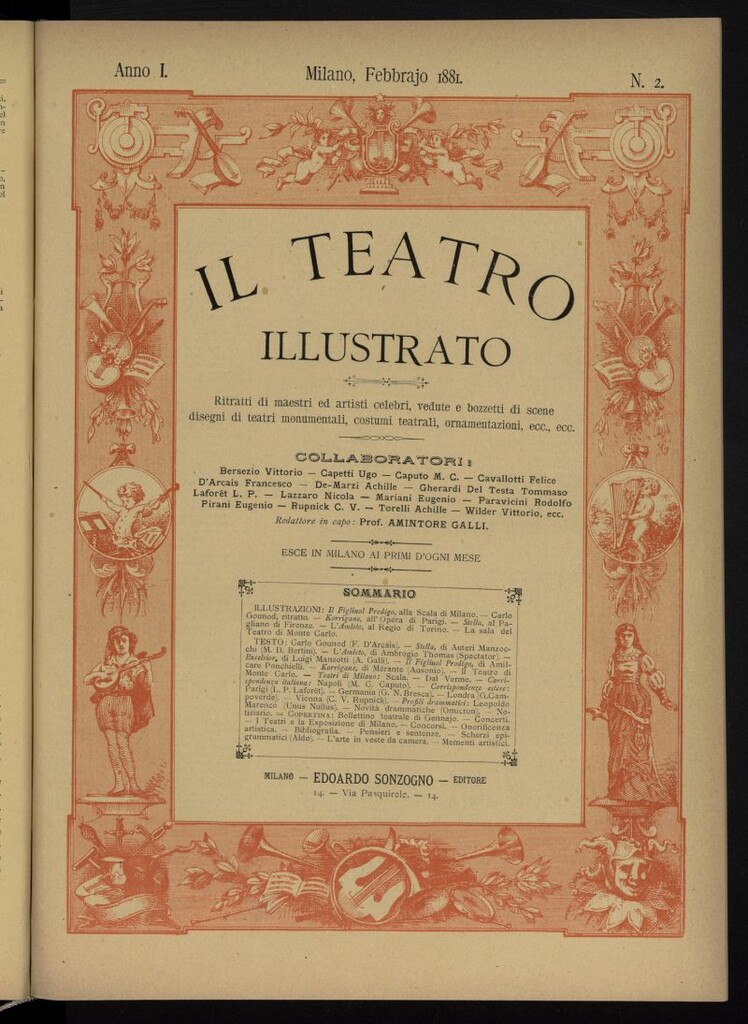 Anno I.
Milano, Febbrajo 1881.
N. 2.
IL TEATRO
ILLUSTRATO
Ritratti di maestri ed artisti celebri, vedute e bozzetti di scene
disegni di teatri monumentali, costumi teatrali, ornamentazioni, ecc., ecc.
COLLABORATORI:
Bersezio Vittorio — Capetti Ugo — Caputo M. C. — Cavallotti Felice
D'Arcais Francesco — De-Marzi Achille — Gherardi Del Testa Tommaso
Laforêt L. P. — Lazzaro Nicola — Mariani Eugenio — Paravicini Rodolfo
Pirani Eugenio — Rupnick C. V. — Torelli Achille — Wilder Vittorio, ecc.
Redattore in capo: Prof. AMINTORE GALLI.
ESCE IN MILANO AI PRIMI D'OGNI MESE
SOMMARIO
ILLUSTRAZIONI: Il Figliuol Prodigo, alla Scala di Milano. — Carlo
Gounod, ritratto. — Korrigane, all'Opéra di Parigi. — Stella, al Pa-
gliano di Firenze. — L'Amleto, al Regio di Torino. — La sala del
Teatro di Monte Carlo.
TESTO: Carlo Gounod (F. D'Arcais). — Stella, di Auteri Manzoc-
chi (M. D. Bertini). — L'Amleto, di Ambrogio Thomas (Spectator). —
Excelsior, di Luigi Manzotti (A. Galli). — Il Figliuol Prodigo, di Amil-
care Ponchielli. — Korrigane, di Mérante (Ausonio). — Il Teatro di
Monte Carlo. — Teatri di Milano: Scala. — Dal Verme. — Corri-
spondenze italiane: Napoli (M. C. Caputo). — Corrispondenze estere:
Parigi (L. P. Laforêt). — Germania (G. N. Bresca). — Londra (G. Cam-
poverde). — Vienna (C. V. Rupnick). — Profili drammatici: Leopoldo
Marenco (Unus Nullus). — Novità drammatiche (Omicron). — No-
tiziario. — COPERTINA: Bollettino teatrale di Gennajo. — Concerti.
— I Teatri e la Esposizione di Milano. — Concorsi. — Onorificenza
artistica. — Bibliografia. — Pensieri e sentenze. — Scherzi epi-
grammatici (Aldo). — L'arte in veste da camera. — Mementi artistici.
MILANO — EDOARDO SONZOGNO — EDITORE
14. — Via Pasquirolo. — 14.